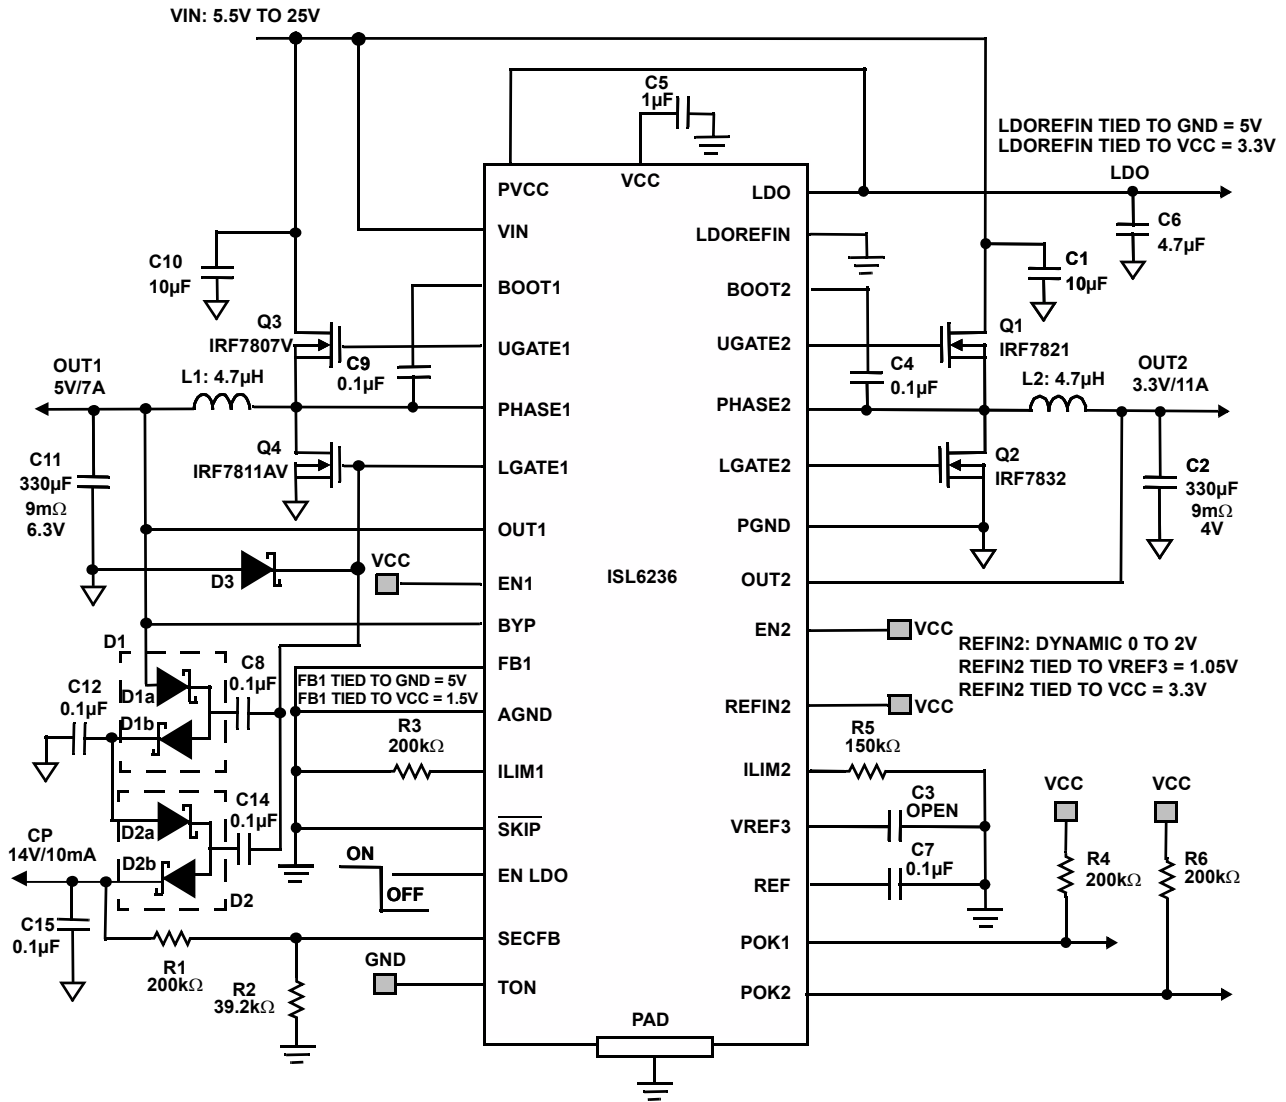 VIN: 5.5V TO 25V
C5
1µF
LDOREFIN TIED TO GND = 5V
LDOREFIN TIED TO VCC = 3.3V
PVCC
VCC
LDO
LDO
VIN
LDOREFIN
C6
4.7µF
C10
10µF
BOOT1
BOOT2
C1
10µF
Q3
IRF7807V
UGATE1
UGATE2
Q1
IRF7821
OUT1
5V/7A
L1: 4.7µH
C9
0.1µF
C4
0.1µF
L2: 4.7µH
OUT2
3.3V/11A
PHASE1
PHASE2
C11
330µF
9mΩ
6.3V
Q4
IRF7811AV
LGATE1
LGATE2
Q2
IRF7832
C2
330µF
9mΩ
4V
OUT1
PGND
D3
VCC
EN1
ISL6236
OUT2
BYP
EN2
VCC
REFIN2: DYNAMIC 0 TO 2V
REFIN2 TIED TO VREF3 = 1.05V
REFIN2 TIED TO VCC = 3.3V
D1
C8
0.1µF
FB1
FB1 TIED TO GND = 5V
FB1 TIED TO VCC = 1.5V
C12
0.1µF
D1a
D1b
AGND
REFIN2
VCC
R3
200kΩ
ILIM1
ILIM2
R5
150kΩ
C14
0.1µF
D2a
D2b
SKIP
VREF3
C3
OPEN
VCC
VCC
CP
14V/10mA
ON
OFF
EN LDO
REF
C7
0.1µF
R4
200kΩ
R6
200kΩ
D2
C15
0.1µF
SECFB
POK1
R1
200kΩ
R2
39.2kΩ
GND
TON
POK2
PAD